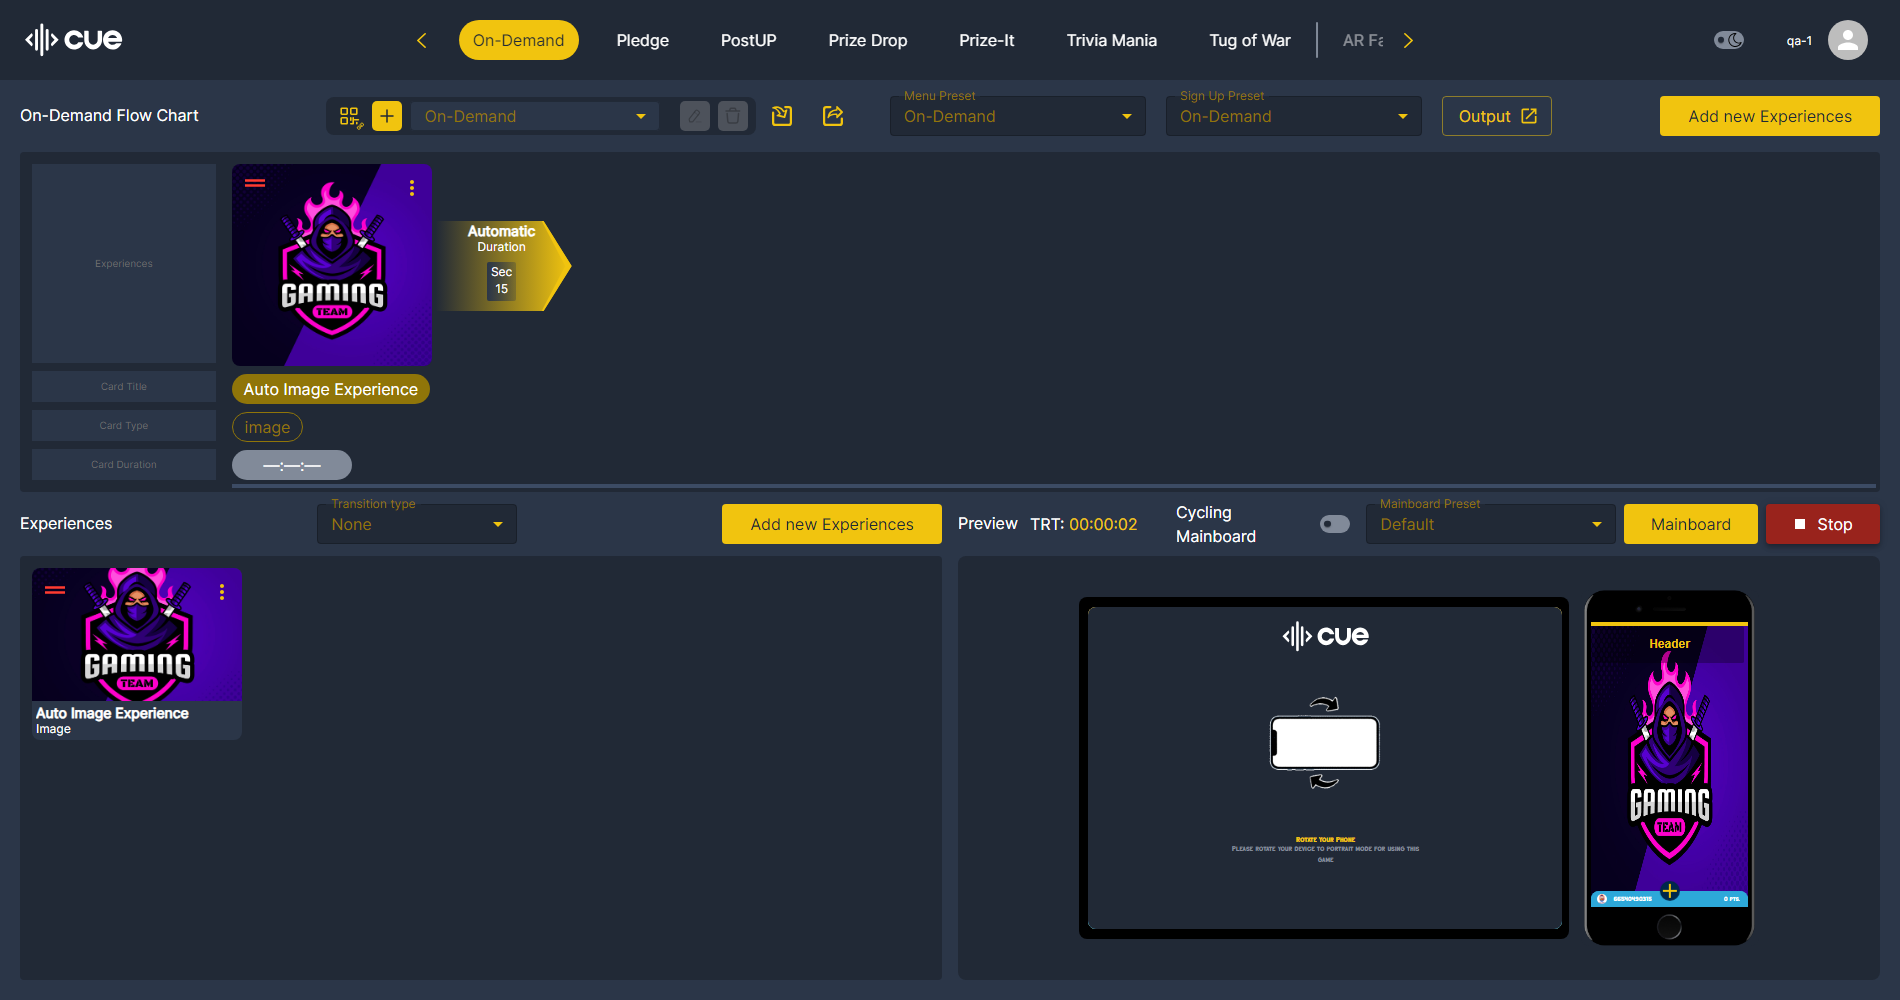 cue
On-Demand
Pledge
PostUP
Prize Drop
Prize-It
Trivia Mania
Tug of War
AR Fa
qa-1
On-Demand Flow Chart
On-Demand
Menu Preset
On-Demand
Sign Up Preset
On-Demand
Output
Add new Experiences
Experiences
GAMING
TEAM
Automatic
Duration
Sec
15
Card Title
Auto Image Experience
Card Type
image
Card Duration
—:—:—
Experiences
Transition type
None
Add new Experiences
Preview
TRT: 00:00:02
Cycling
Mainboard
Mainboard Preset
Default
Mainboard
Stop
GAMING
TEAM
Auto Image Experience
Image
cue
Rotate Your Phone
Please rotate your device to portrait mode for using this
game
Header
GAMING
TEAM
0 PTS.